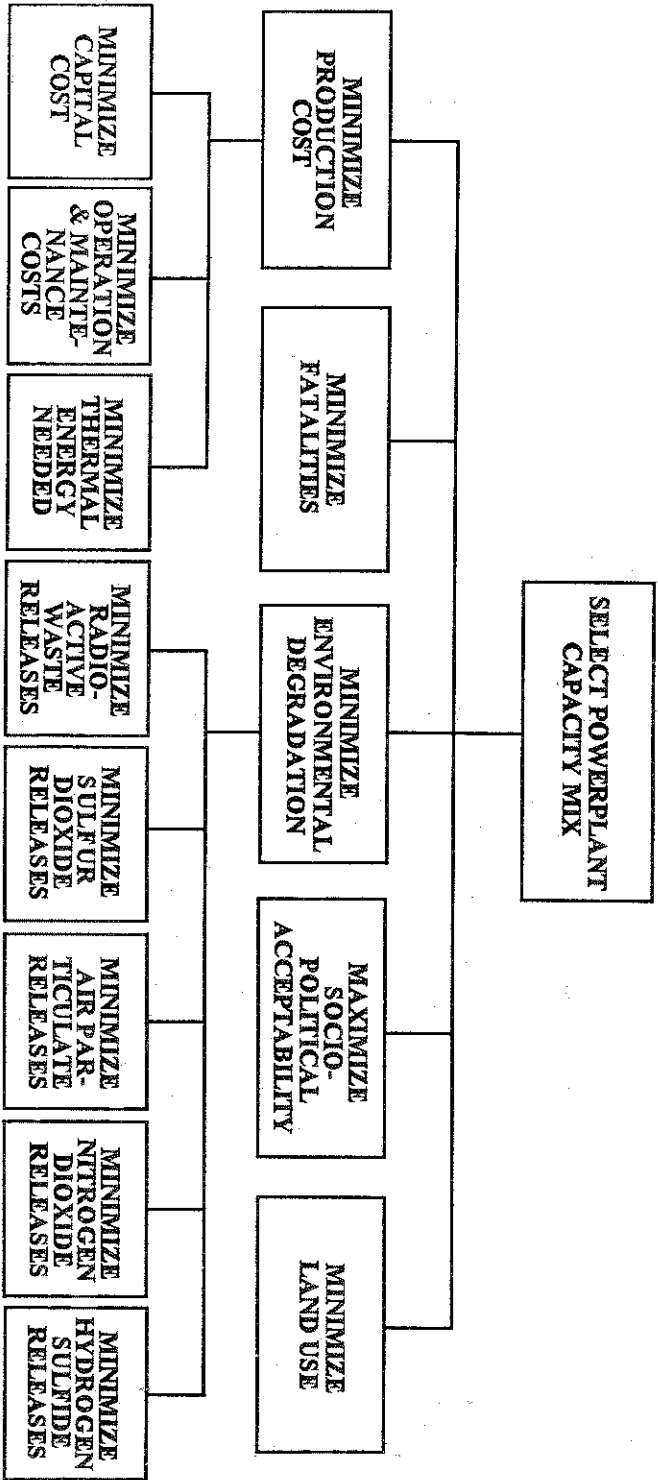 SELECT POWERPLANT
CAPACITY MIX
MINIMIZE
PRODUCTION
COST
MINIMIZE
FATALITIES
MINIMIZE
ENVIRONMENTAL
DEGRADATION
MAXIMIZE
SOCIO-
POLITICAL
ACCEPTABILITY
MINIMIZE
LAND USE
MINIMIZE
CAPITAL
COST
MINIMIZE
OPERATION
& MAINTE-
NANCE
COSTS
MINIMIZE
THERMAL
ENERGY
NEEDED
MINIMIZE
RADIO-
ACTIVE
WASTE
RELEASES
MINIMIZE
SULFUR
DIOXIDE
RELEASES
MINIMIZE
AIR PAR-
TICULATE
RELEASES
MINIMIZE
NITROGEN
DIOXIDE
RELEASES
MINIMIZE
HYDROGEN
SULFIDE
RELEASES